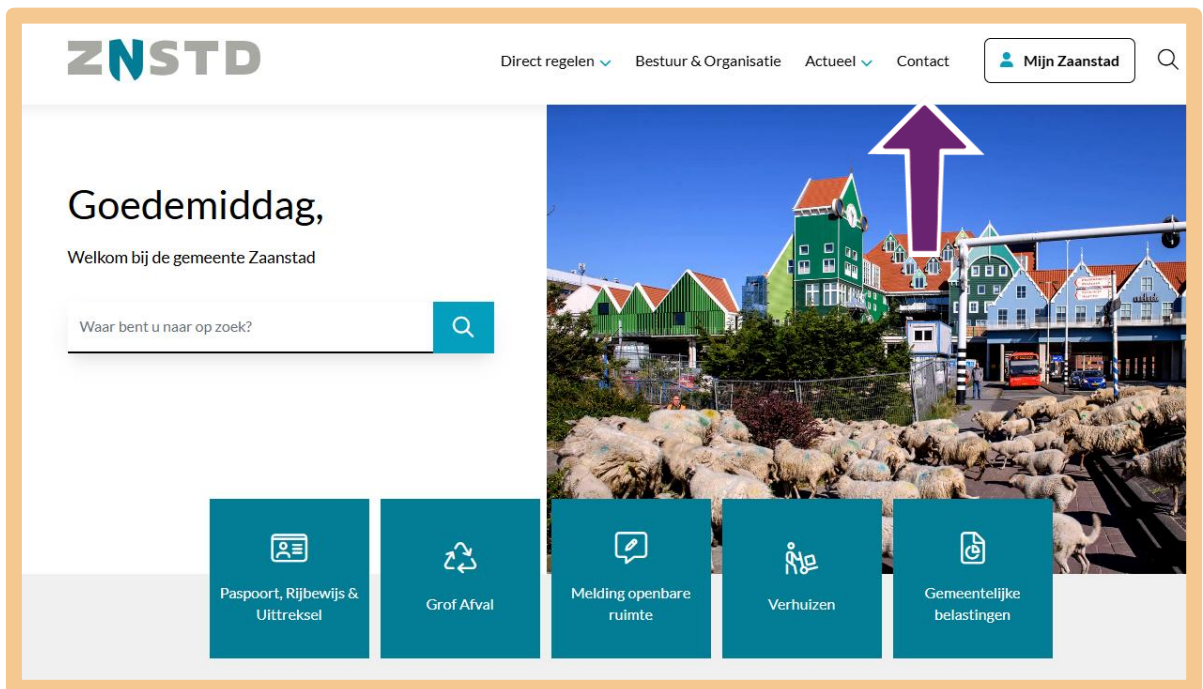 ZNSTD
Direct regelen
Bestuur & Organisatie
Actueel
Contact
Mijn Zaanstad
Goedemiddag,
Welkom bij de gemeente Zaanstad
Waar bent u naar op zoek?
Paspoort, Rijbewijs &
Uittreksel
Grof Afval
Melding openbare
ruimte
Verhuizen
Gemeentelijke
belastingen